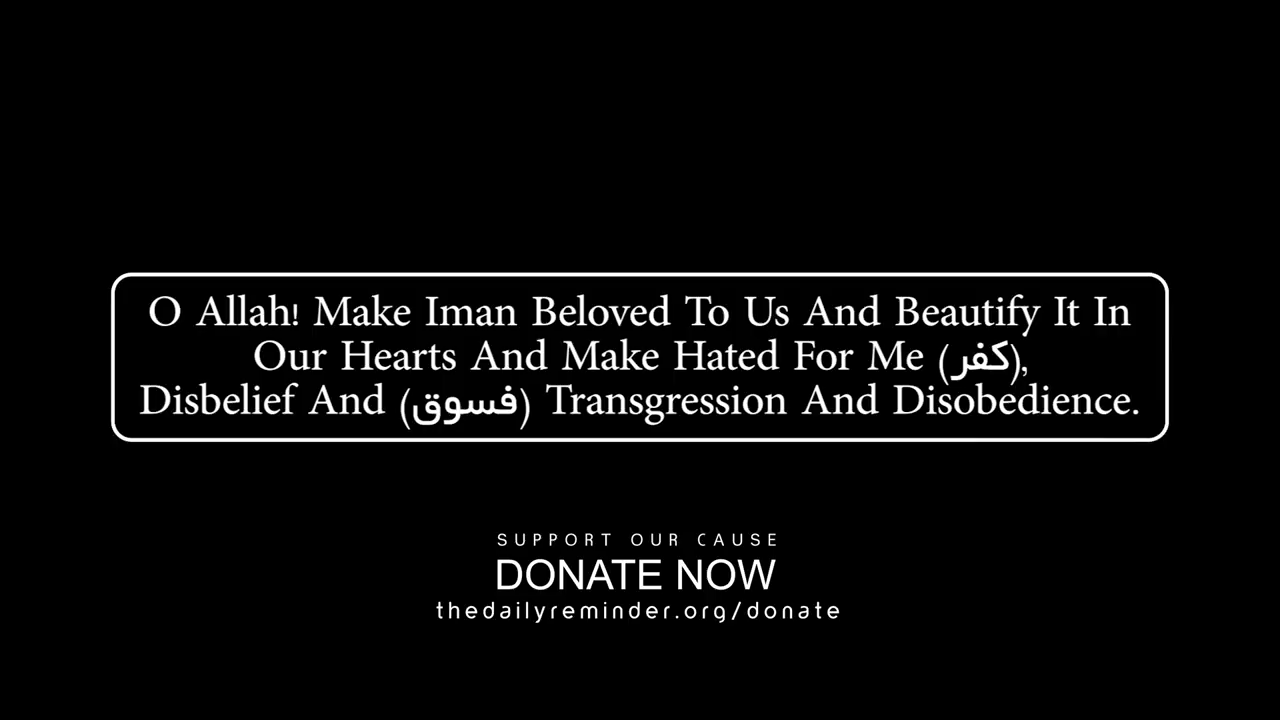 O Allah! Make Iman Beloved To Us And Beautify It In
Our Hearts And Make Hated For Me (كفر),
Disbelief And (فسوق) Transgression And Disobedience.
SUPPORT OUR CAUSE
DONATE NOW
thedailyreminder.org/donate